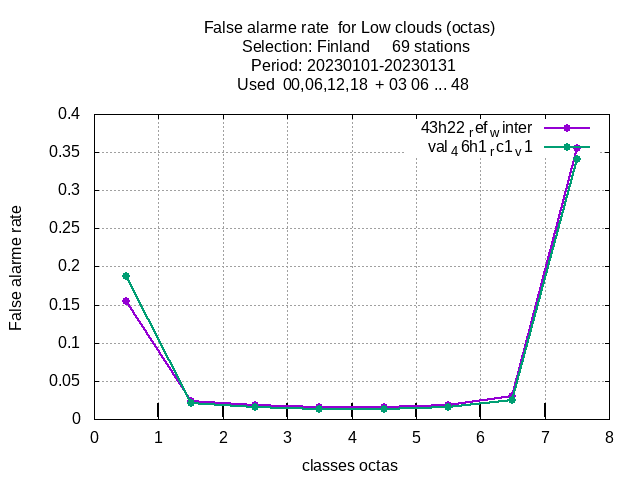 False alarme rate  for Low clouds (octas)
Selection: Finland     69 stations
Period: 20230101-20230131
Used  00,06,12,18  + 03 06 ... 48
43h22_ref_winter
val_46h1_rc1_v1
0.4
0.35
0.3
0.25
0.2
0.15
0.1
0.05
0
False alarme rate
0 1 2 3 4 5 6 7 8
classes octas